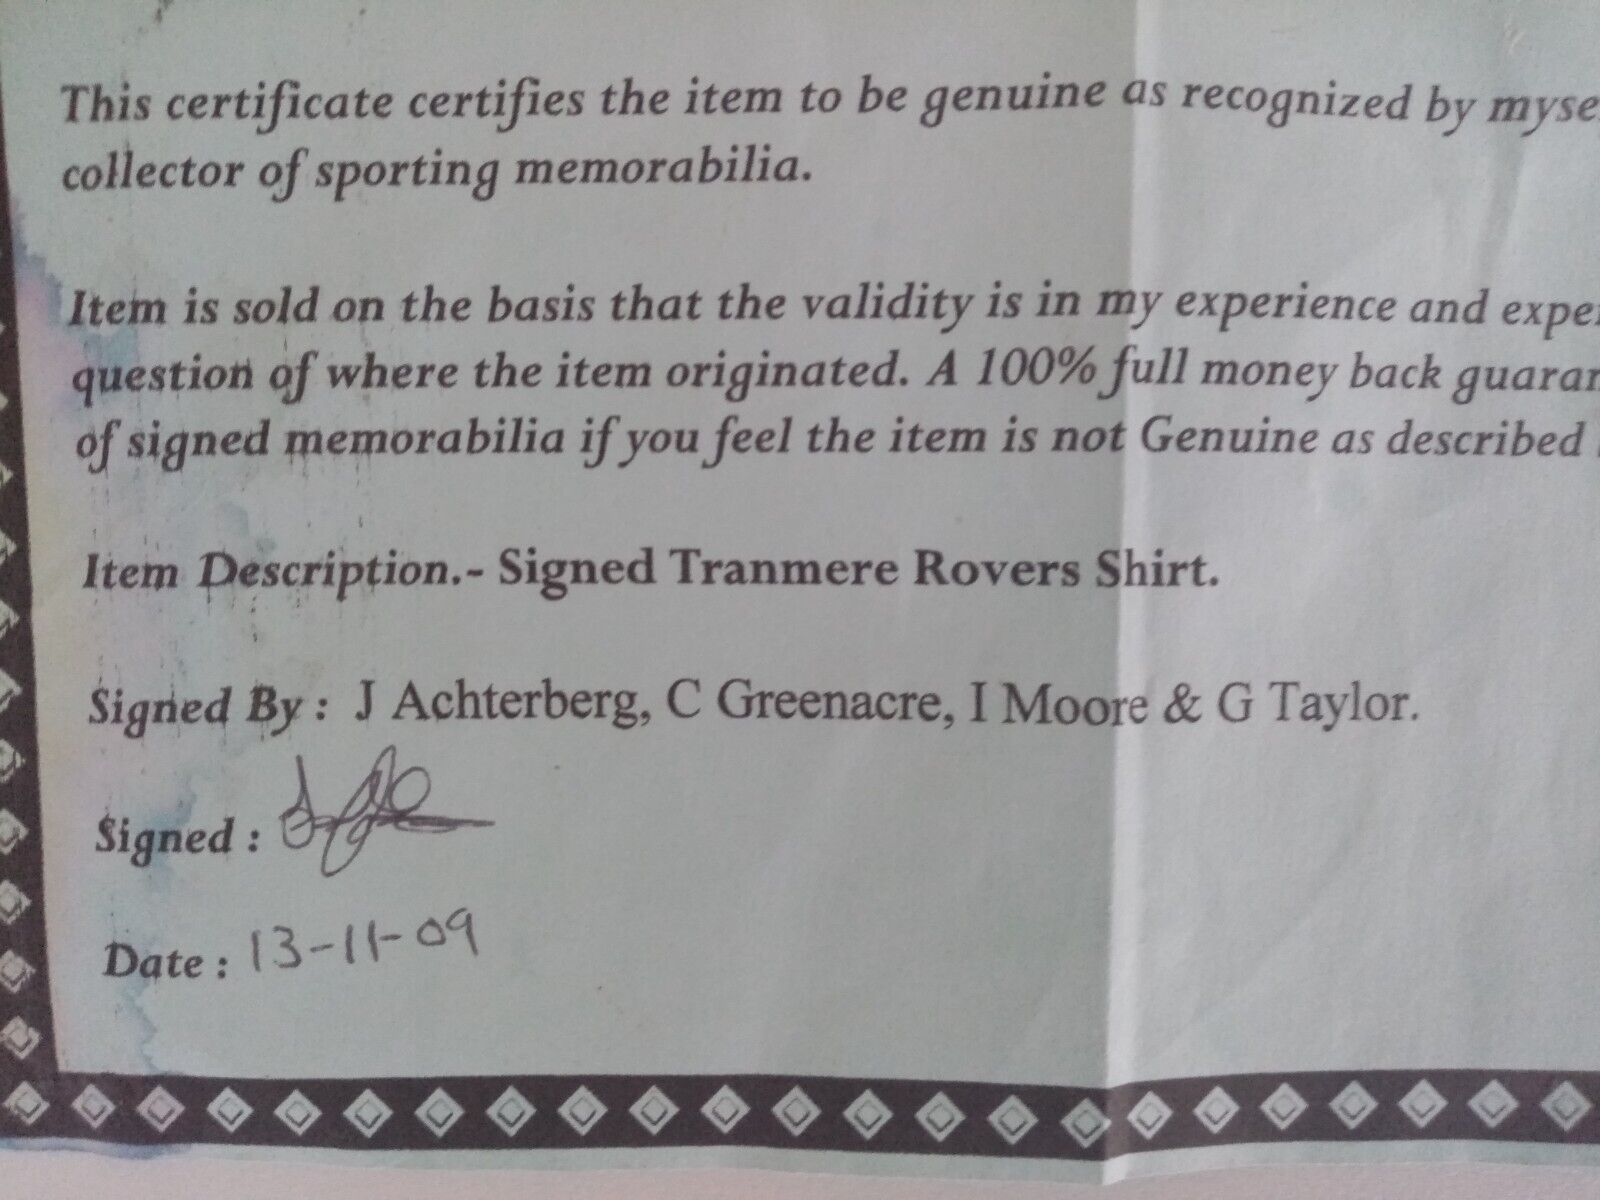 This certificate certifies the item to be genuine as recognized by
collector of sporting memorabilia.
Item is sold on the basis that the validity is in my experience and
question of where the item originated. A 100% full money back
of signed memorabilia if you feel the item is not Genuine as described
Item Description.- Signed Tranmere Rovers Shirt.
Signed By : J Achterberg, C Greenacre, I Moore & G Taylor.
Signed :
Date : 13-11-09